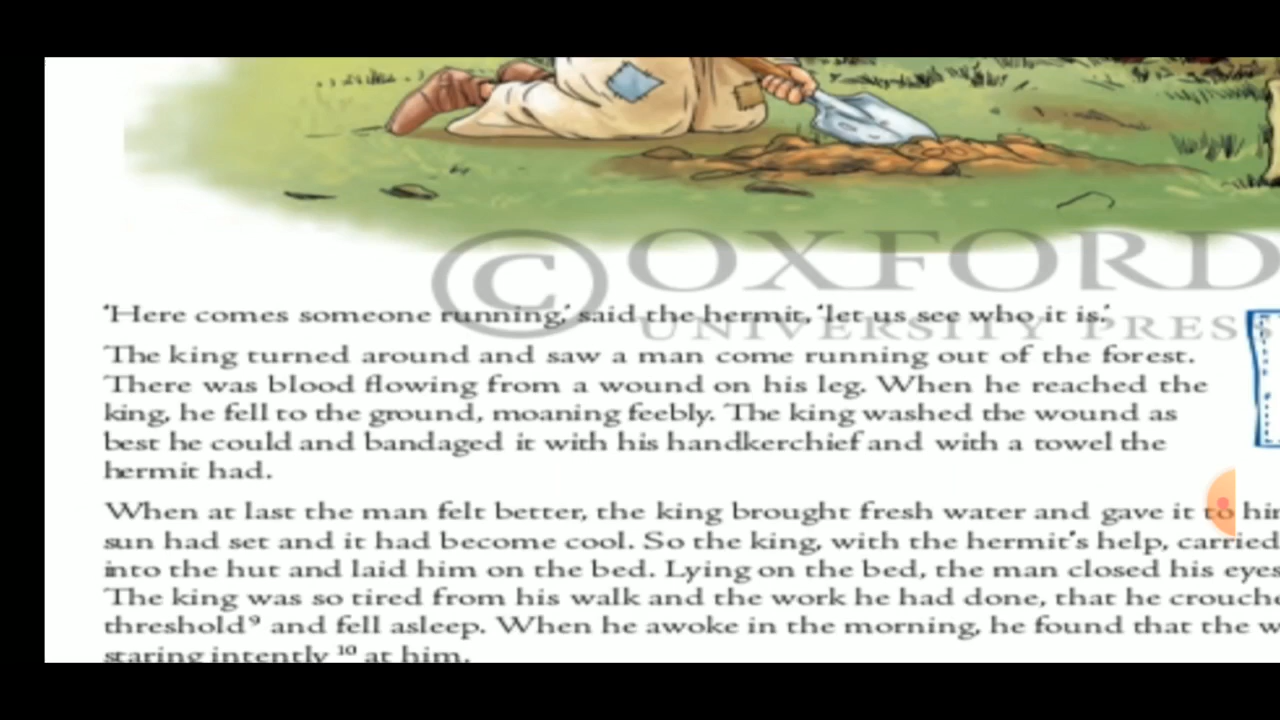 © OXFORD
UNIVERSITY PRESS
‘Here comes someone running,’ said the hermit, ‘let us see who it is.’
The king turned around and saw a man come running out of the forest.
There was blood flowing from a wound on his leg. When he reached the
king, he fell to the ground, moaning feebly. The king washed the wound as
best he could and bandaged it with his handkerchief and with a towel the
hermit had.
When at last the man felt better, the king brought fresh water and gave it to
sun had set and it had become cool. So the king, with the hermit’s help, carried
into the hut and laid him on the bed. Lying on the bed, the man closed his eyes
The king was so tired from his walk and the work he had done, that he
threshold⁹ and fell asleep. When he awoke in the morning, he found that the
staring intently ¹⁰ at him.